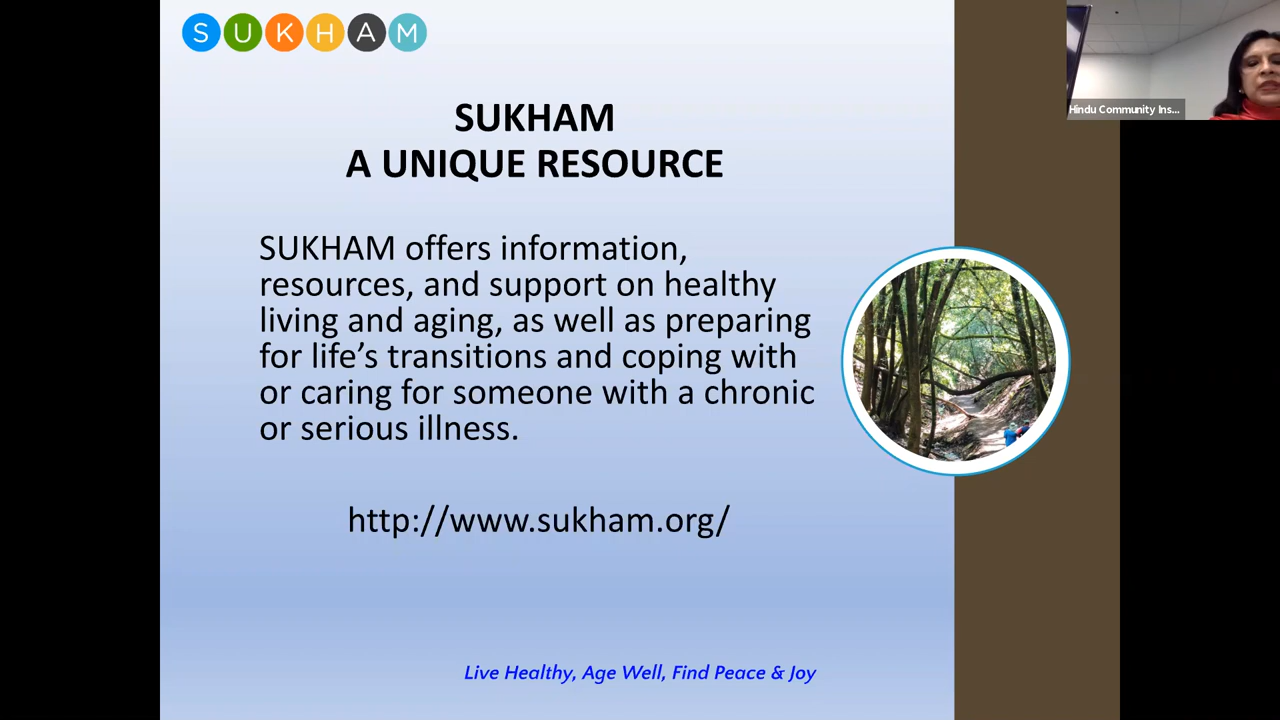 SUKHAM
Hindu Community Ins...
SUKHAM
A UNIQUE RESOURCE
SUKHAM offers information,
resources, and support on healthy
living and aging, as well as preparing
for life’s transitions and coping with
or caring for someone with a chronic
or serious illness.
http://www.sukham.org/
Live Healthy, Age Well, Find Peace & Joy